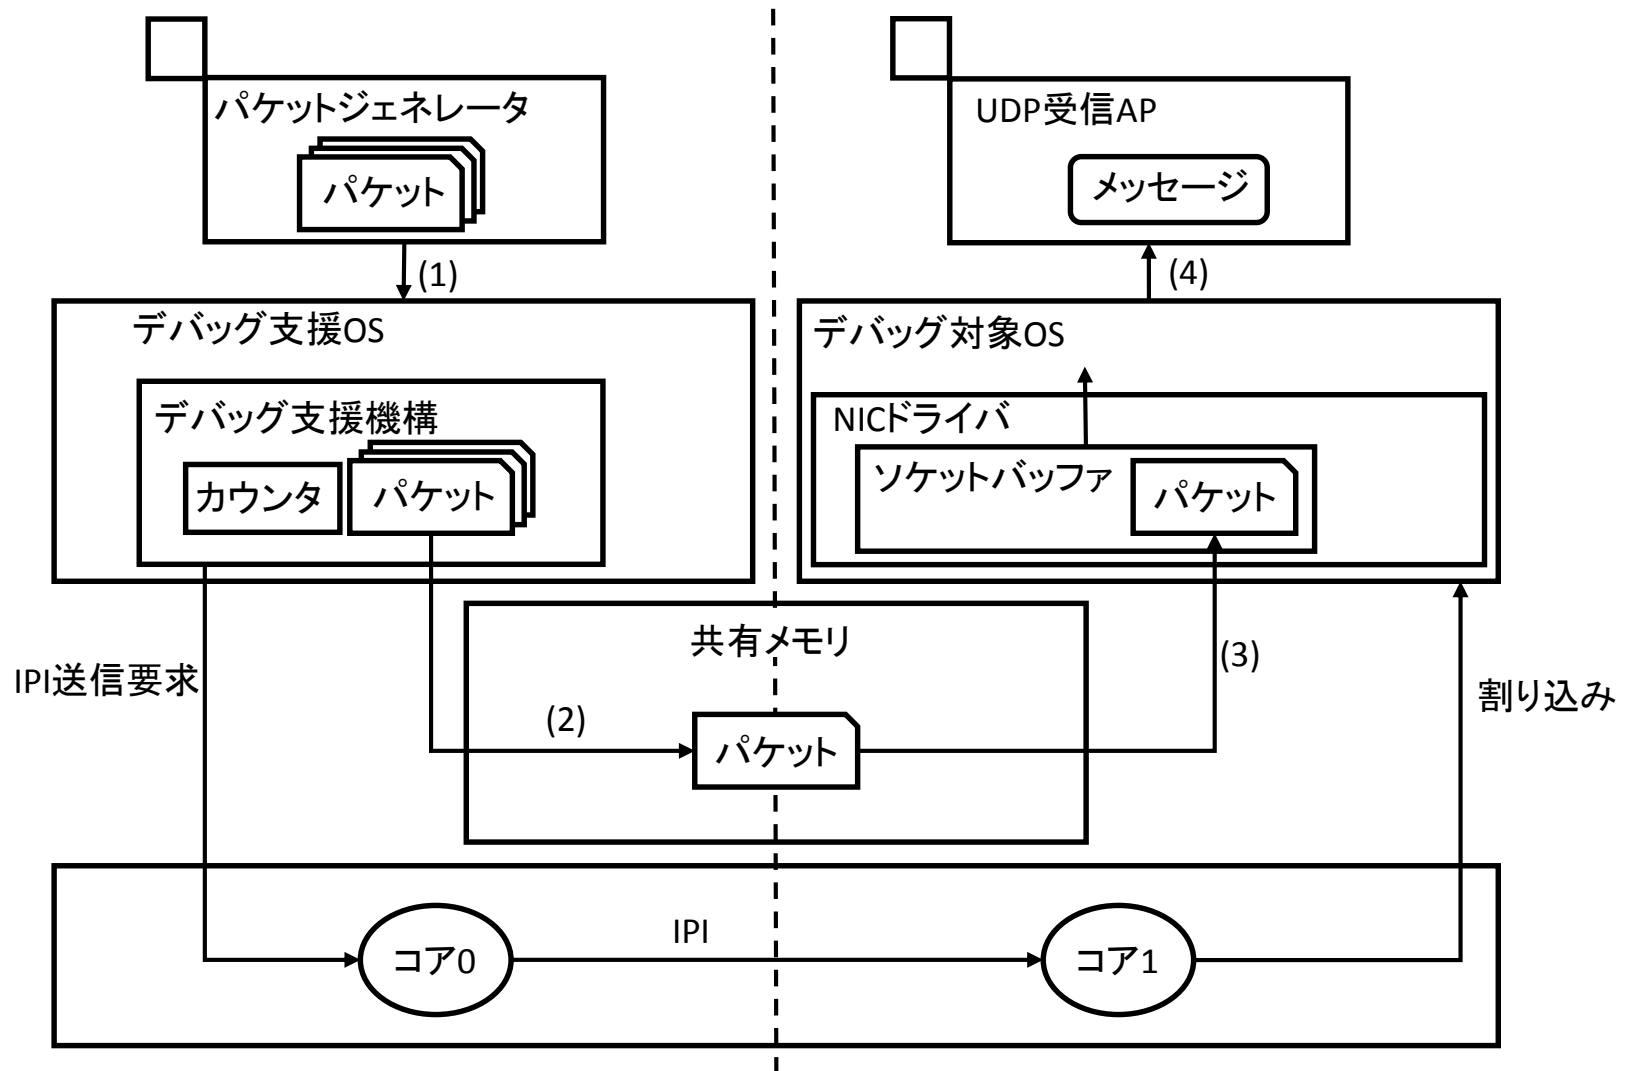 パケットジェネレータ
パケット
(1)
デバッグ支援OS
デバッグ支援機構
カウンタ
パケット
UDP受信AP
メッセージ
(4)
デバッグ対象OS
NICドライバ
ソケットバッファ
パケット
共有メモリ
IPI送信要求
(2)
パケット
(3)
割り込み
コア0
IPI
コア1